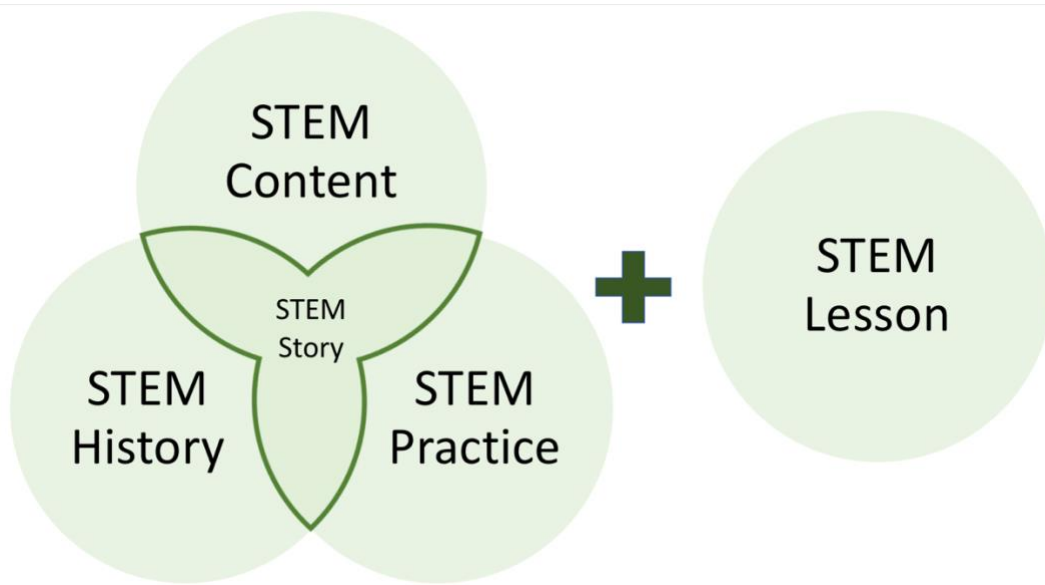 STEM
Content
STEM
Story
STEM
History
STEM
Practice
STEM
Lesson